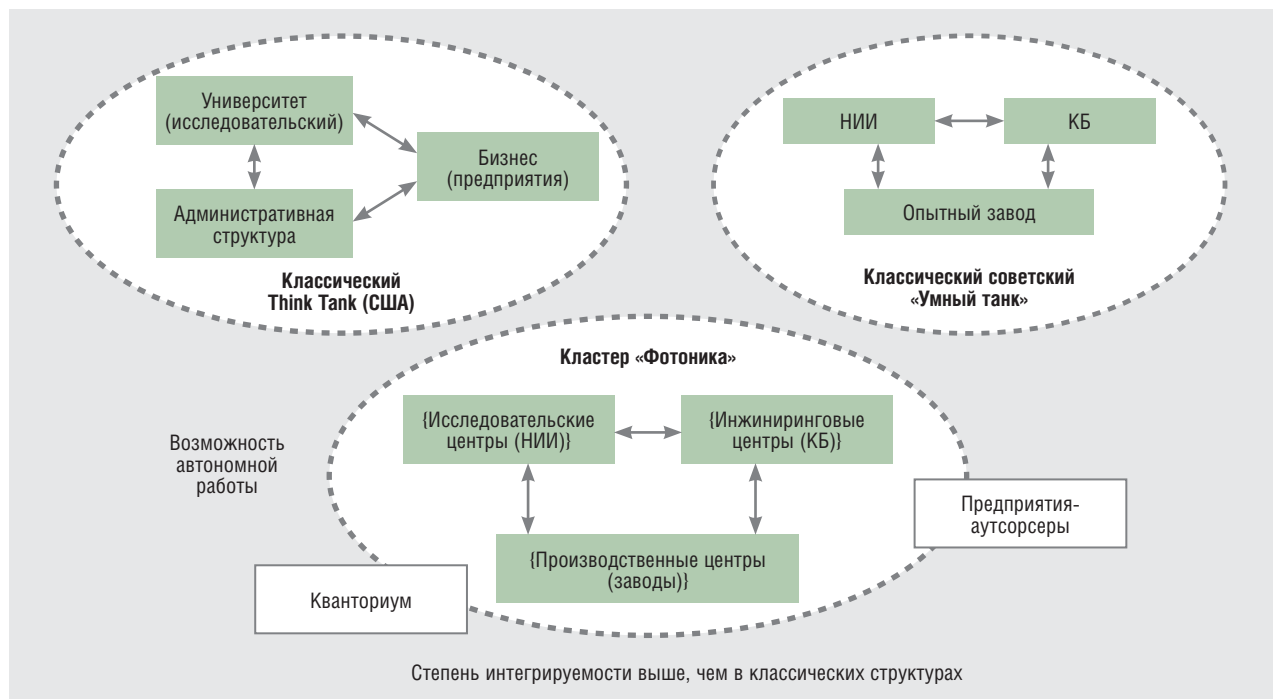 Университет
(исследовательский)
Бизнес
(предприятия)
Административная
структура
Классический
Think Tank (США)
НИИ
КБ
Опытный завод
Классический советский
«Умный танк»
Кластер «Фотоника»
{Исследовательские
центры (НИИ)}
{Инжиниринговые
центры (КБ)}
Возможность
автономной
работы
Предприятия-
аутсорсеры
{Производственные центры
(заводы)}
Кванториум
Степень интегрируемости выше, чем в классических структурах